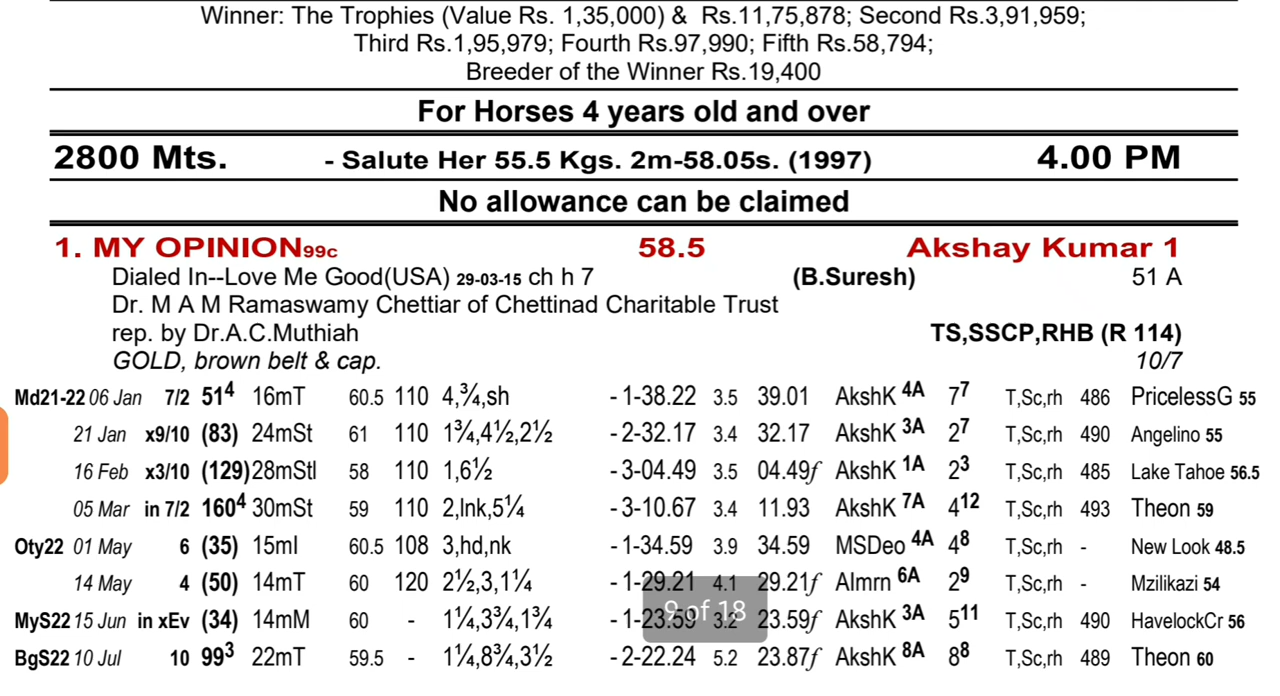 Winner: The Trophies (Value Rs. 1,35,000) & Rs.11,75,878; Second Rs.3,91,959;
Third Rs.1,95,979; Fourth Rs.97,990; Fifth Rs.58,794;
Breeder of the Winner Rs.19,400
For Horses 4 years old and over
2800 Mts. - Salute Her 55.5 Kgs. 2m-58.05s. (1997) 4.00 PM
No allowance can be claimed
1. MY OPINION99c 58.5 Akshay Kumar 1
Dialed In--Love Me Good(USA) 29-03-15 ch h 7 (B.Suresh) 51 A
Dr. M A M Ramaswamy Chettiar of Chettinad Charitable Trust
rep. by Dr.A.C.Muthiah TS,SSCP,RHB (R 114)
GOLD, brown belt & cap. 10/7
Md21-22 06 Jan 7/2 51⁴ 16mT 60.5 110 4,¾,sh -1-38.22 3.5 39.01 AkshK 4A 7⁷ T,Sc,rh 486 PricelessG 55
21 Jan x9/10 (83) 24mSt 61 110 1¾,4½,2½ -2-32.17 3.4 32.17 AkshK 3A 2⁷ T,Sc,rh 490 Angelino 55
16 Feb x3/10 (129)28mStl 58 110 1,6½ -3-04.49 3.5 04.49f AkshK 1A 2³ T,Sc,rh 485 Lake Tahoe 56.5
05 Mar in 7/2 160⁴ 30mSt 59 110 2,lnk,5¼ -3-10.67 3.4 11.93 AkshK 7A 4¹² T,Sc,rh 493 Theon 59
Oty22 01 May 6 (35) 15ml 60.5 108 3,hd,nk -1-34.59 3.9 34.59 MSDeo 4A 4⁸ T,Sc,rh - New Look 48.5
14 May 4 (50) 14mT 60 120 2½,3,1¼ -1-29.21 4.1 29.21f Almrn 6A 2⁹ T,Sc,rh - Mzilikazi 54
9 of 18
MyS22 15 Jun in xEv (34) 14mM 60 - 1¼,3¾,1¾ -1-23.59 3.2 23.59f AkshK 3A 5¹¹ T,Sc,rh 490 HavelockCr 56
BgS22 10 Jul 10 99³ 22mT 59.5 - 1¼,8¾,3½ -2-22.24 5.2 23.87f AkshK 8A 8⁸ T,Sc,rh 489 Theon 60